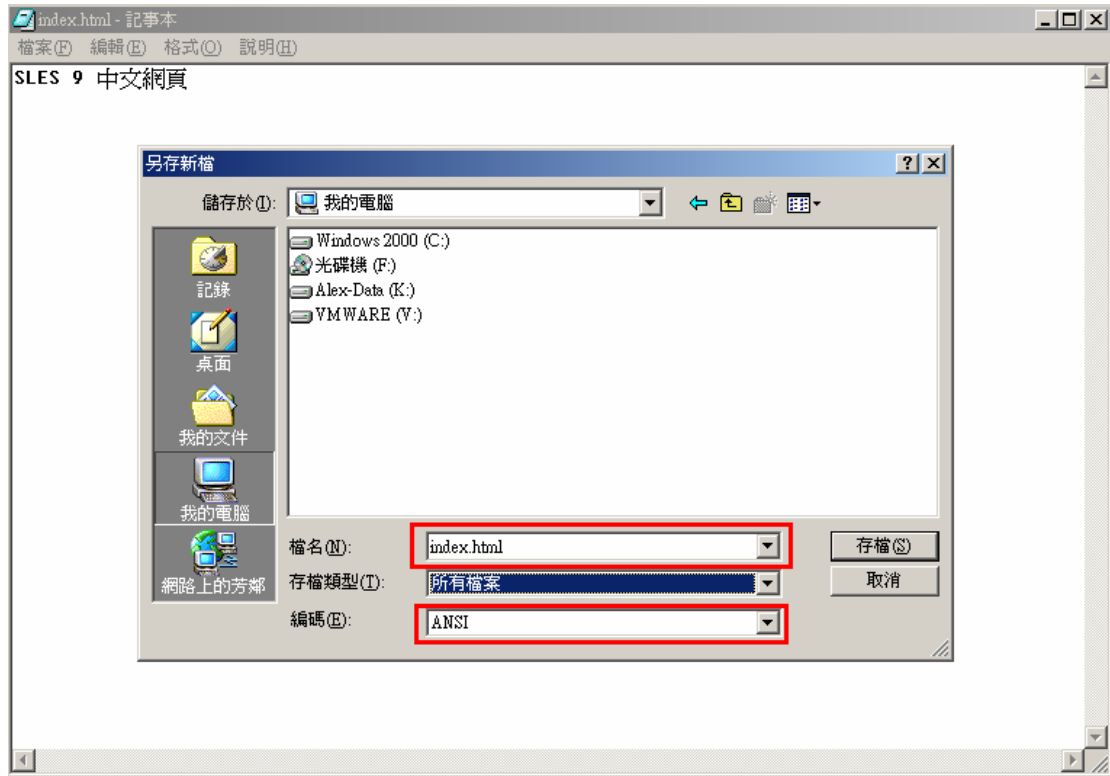 index.html - 記事本
檔案(F) 編輯(E) 格式(O) 說明(H)
SLES 9 中文網頁
另存新檔
儲存於(I): 我的電腦
Windows 2000 (C:)
光碟機 (F:)
Alex-Data (K:)
VMWARE (V:)
記錄
桌面
我的文件
我的電腦
網路上的芳鄰
檔名(N): index.html 存檔(S)
存檔類型(T): 所有檔案 取消
編碼(E): ANSI